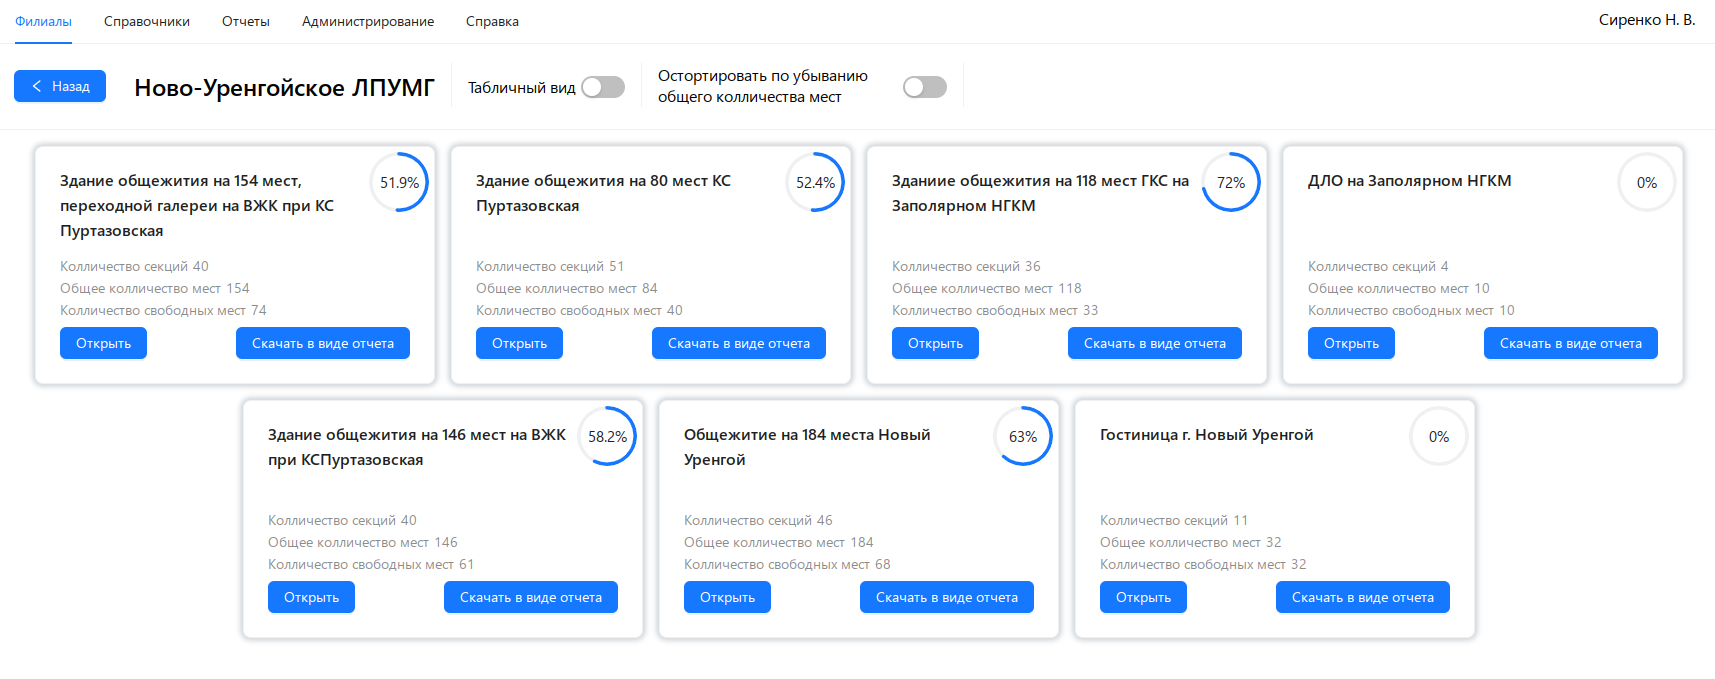 Филиалы Справочники Отчеты Администрирование Справка Сиренко Н. В.
Назад Ново-Уренгойское ЛПУМГ Табличный вид Остортировать по убыванию
общего колличества мест
Здание общежития на 154 мест,
переходной галереи на ВЖК при КС
Пуртазовская
51.9%
Колличество секций 40
Общее колличество мест 154
Колличество свободных мест 74
Открыть Скачать в виде отчета
Здание общежития на 80 мест КС
Пуртазовская
52.4%
Колличество секций 51
Общее колличество мест 84
Колличество свободных мест 40
Открыть Скачать в виде отчета
Зданиие общежития на 118 мест ГКС на
Заполярном НГКМ
72%
Колличество секций 36
Общее колличество мест 118
Колличество свободных мест 33
Открыть Скачать в виде отчета
ДЛО на Заполярном НГКМ
0%
Колличество секций 4
Общее колличество мест 10
Колличество свободных мест 10
Открыть Скачать в виде отчета
Здание общежития на 146 мест на ВЖК
при КСПуртазовская
58.2%
Колличество секций 40
Общее колличество мест 146
Колличество свободных мест 61
Открыть Скачать в виде отчета
Общежитие на 184 места Новый
Уренгой
63%
Колличество секций 46
Общее колличество мест 184
Колличество свободных мест 68
Открыть Скачать в виде отчета
Гостиница г. Новый Уренгой
0%
Колличество секций 11
Общее колличество мест 32
Колличество свободных мест 32
Открыть Скачать в виде отчета